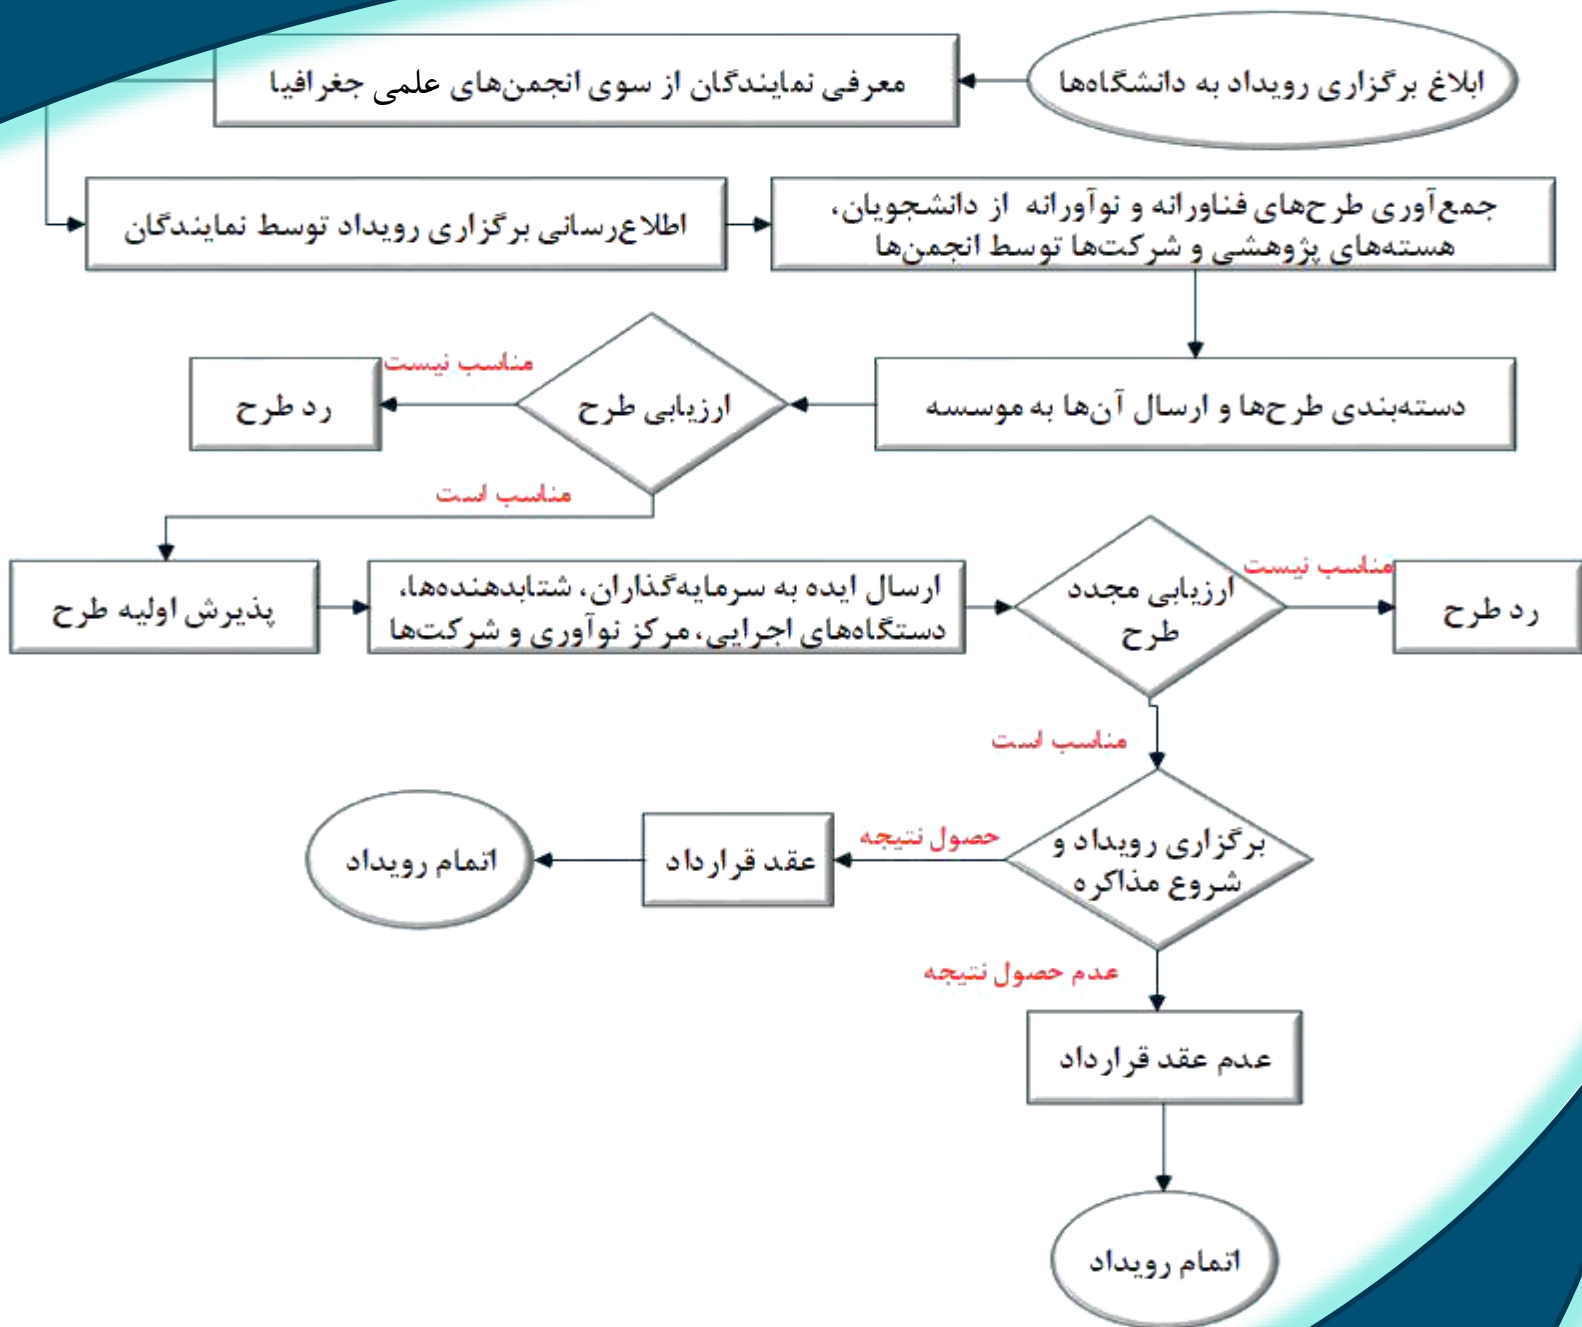 ابلاغ برگزاری رویداد به دانشگاه‌ها
معرفی نمایندگان از سوی انجمن‌های علمی جغرافیا
اطلاع‌رسانی برگزاری رویداد توسط نمایندگان
جمع‌آوری طرح‌های فناورانه و نوآورانه از دانشجویان،
هسته‌های پژوهشی و شرکت‌ها توسط انجمن‌ها
دسته‌بندی طرح‌ها و ارسال آن‌ها به موسسه
ارزیابی طرح
مناسب نیست
رد طرح
مناسب است
پذیرش اولیه طرح
ارسال ایده به سرمایه‌گذاران، شتابدهنده‌ها،
دستگاه‌های اجرایی، مرکز نوآوری و شرکت‌ها
ارزیابی مجدد
طرح
مناسب نیست
رد طرح
مناسب است
برگزاری رویداد و
شروع مذاکره
حصول نتیجه
عقد قرارداد
اتمام رویداد
عدم حصول نتیجه
عدم عقد قرارداد
اتمام رویداد